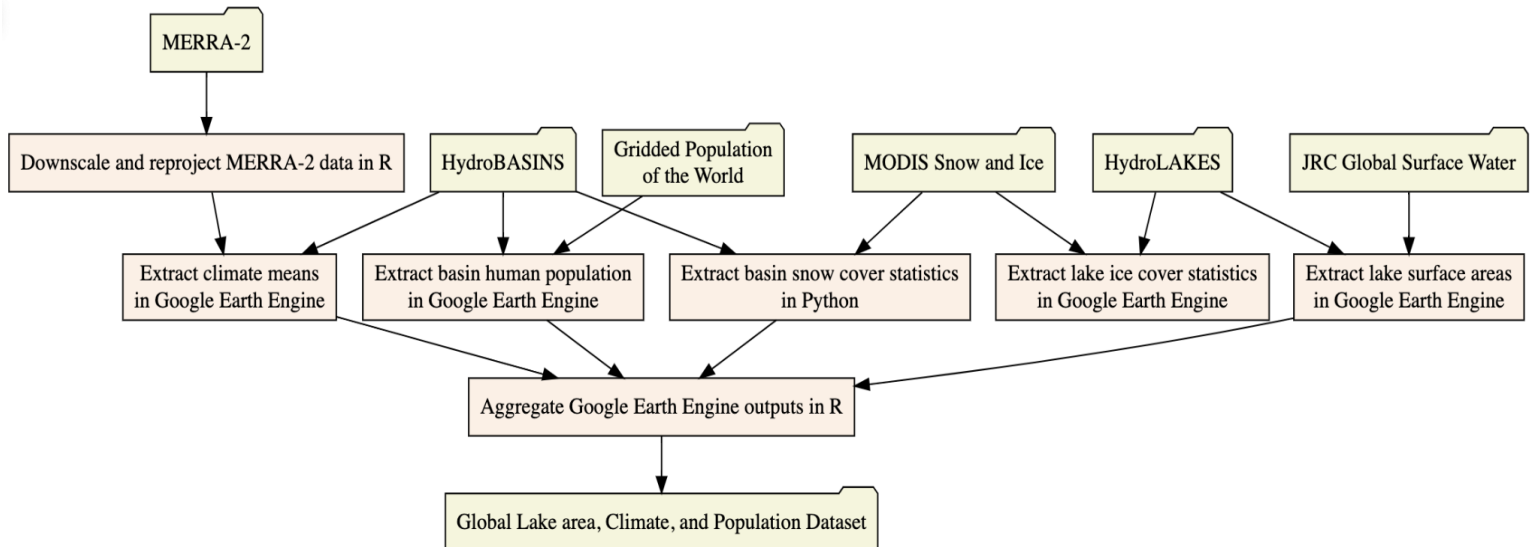 MERRA-2
Downscale and reproject MERRA-2 data in R
HydroBASINS
Gridded Population
of the World
MODIS Snow and Ice
HydroLAKES
JRC Global Surface Water
Extract climate means
in Google Earth Engine
Extract basin human population
in Google Earth Engine
Extract basin snow cover statistics
in Python
Extract lake ice cover statistics
in Google Earth Engine
Extract lake surface areas
in Google Earth Engine
Aggregate Google Earth Engine outputs in R
Global Lake area, Climate, and Population Dataset